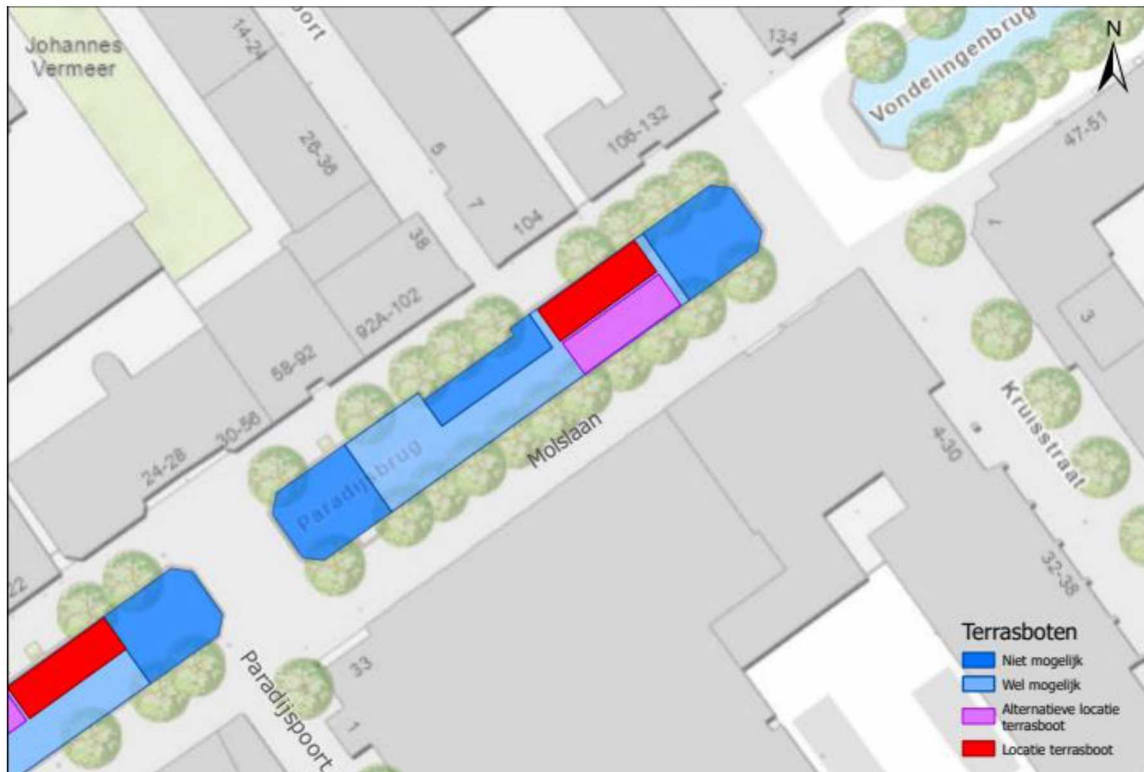 Johannes
Vermeer
14-24
poort
134
Vondelingenbrug
N
47-51
26-36
5
7
106-132
104
1
38
92A-102
3
58-92
Kruisstraat
30-56
24-28
Molslaan
4-30
Paradijsbrug
22
32-38
33
1
Paradijspoort
Terrasboten
Niet mogelijk
Wel mogelijk
Alternatieve locatie
terrasboot
Locatie terrasboot